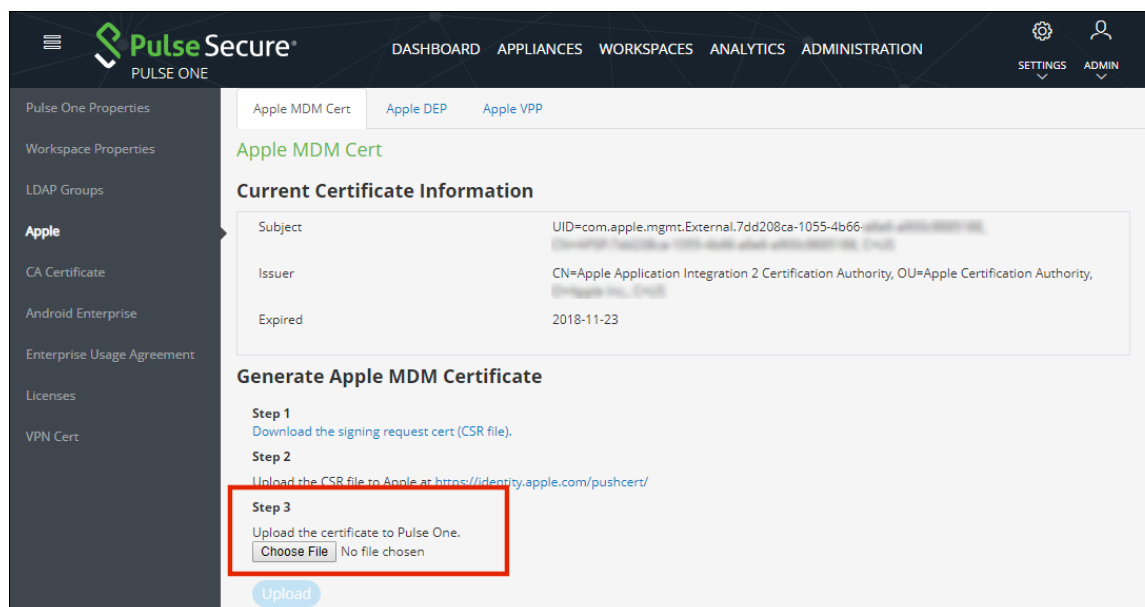 Pulse Secure®
PULSE ONE
DASHBOARD APPLIANCES WORKSPACES ANALYTICS ADMINISTRATION
SETTINGS ADMIN
Pulse One Properties
Workspace Properties
LDAP Groups
Apple
CA Certificate
Android Enterprise
Enterprise Usage Agreement
Licenses
VPN Cert
Apple MDM Cert Apple DEP Apple VPP
Apple MDM Cert
Current Certificate Information
Subject UID=com.apple.mgmt.External.7dd208ca-1055-4b66-
Issuer CN=Apple Application Integration 2 Certification Authority, OU=Apple Certification Authority,
Expired 2018-11-23
Generate Apple MDM Certificate
Step 1
Download the signing request cert (CSR file).
Step 2
Upload the CSR file to Apple at https://identity.apple.com/pushcert/
Step 3
Upload the certificate to Pulse One.
Choose File No file chosen
Upload